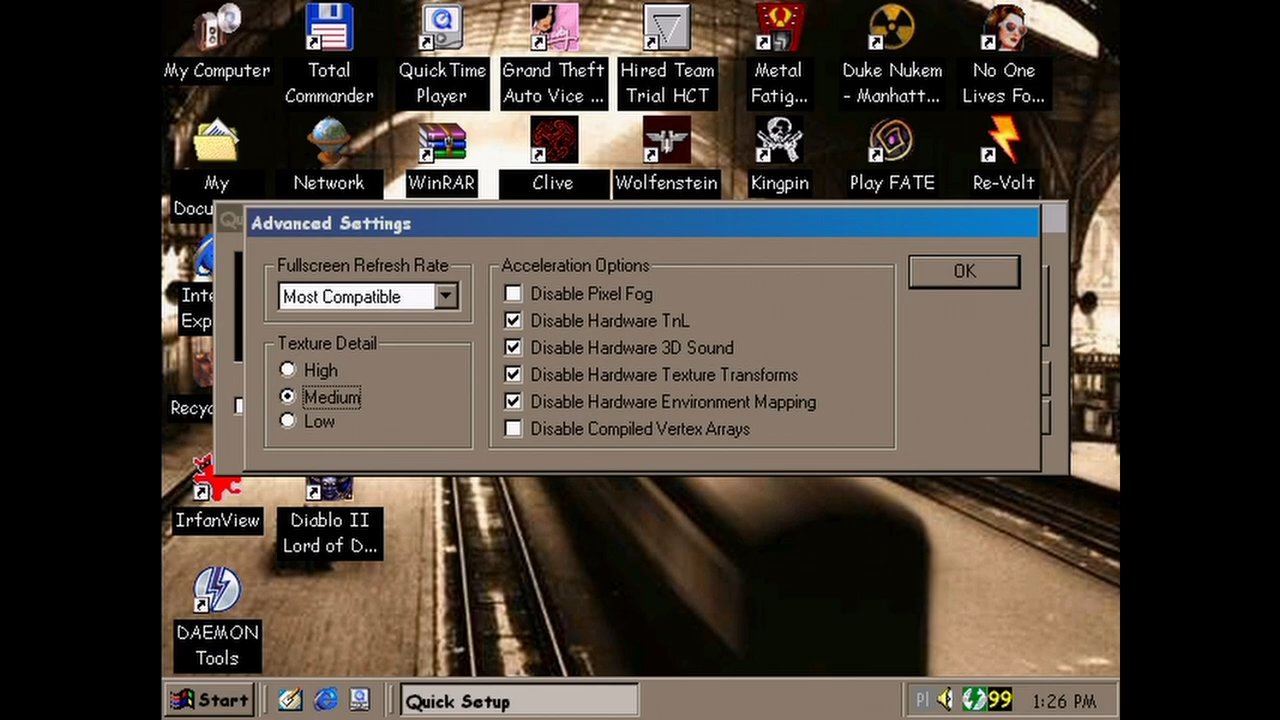 My Computer
Total
Commander
QuickTime
Player
Grand Theft
Auto Vice ...
Hired Team
Trial HCT
Metal
Fatig...
Duke Nukem
- Manhatt...
No One
Lives Fo...
My
Docu
Network
WinRAR
Clive
Wolfenstein
Kingpin
Play FATE
Re-Volt
Qu
Advanced Settings
Fullscreen Refresh Rate
Most Compatible
Texture Detail
High
Medium
Low
Acceleration Options
Disable Pixel Fog
Disable Hardware TnL
Disable Hardware 3D Sound
Disable Hardware Texture Transforms
Disable Hardware Environment Mapping
Disable Compiled Vertex Arrays
OK
Inte
Exp
Recyc
IrfanView
Diablo II
Lord of D...
DAEMON
Tools
Start
Quick Setup
Pl
99
1:26 PM